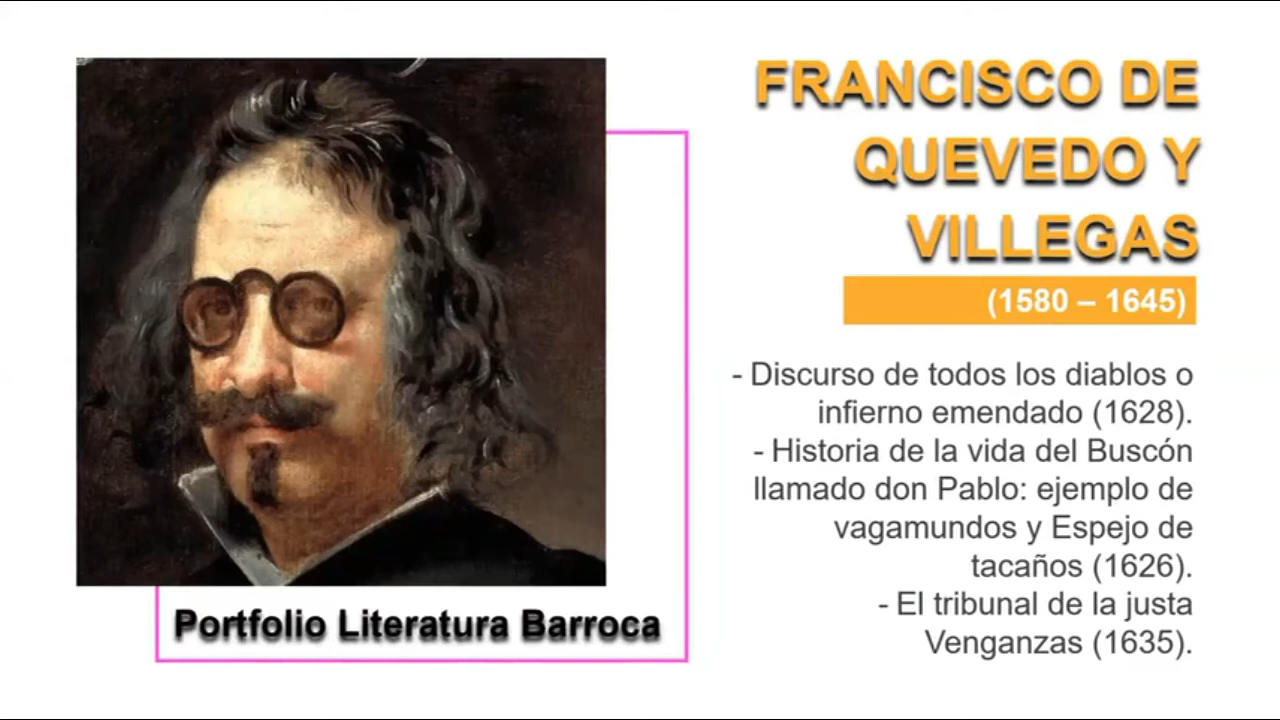 FRANCISCO DE
QUEVEDO Y
VILLEGAS
(1580 – 1645)
- Discurso de todos los diablos o
infierno emendado (1628).
- Historia de la vida del Buscón
llamado don Pablo: ejemplo de
vagamundos y Espejo de
tacaños (1626).
- El tribunal de la justa
Venganzas (1635).
Portfolio Literatura Barroca